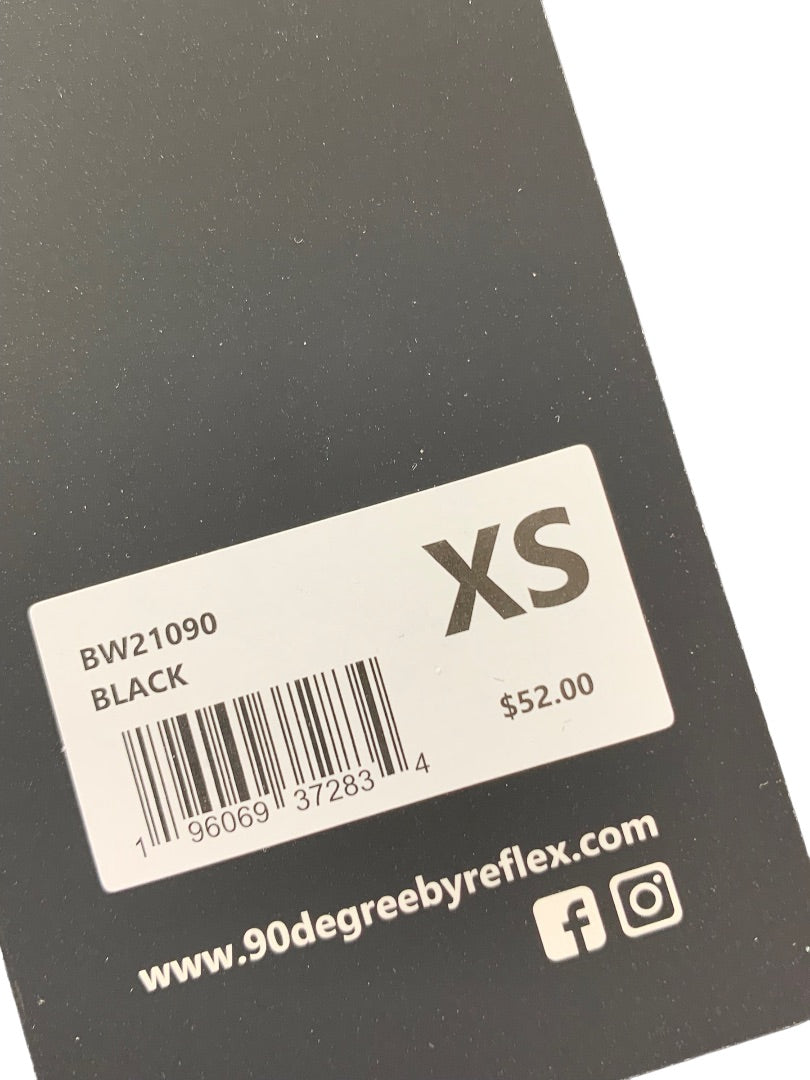 XS
BW21090
BLACK
$52.00
1 96069 37283 4
www.90degreebyreflex.com